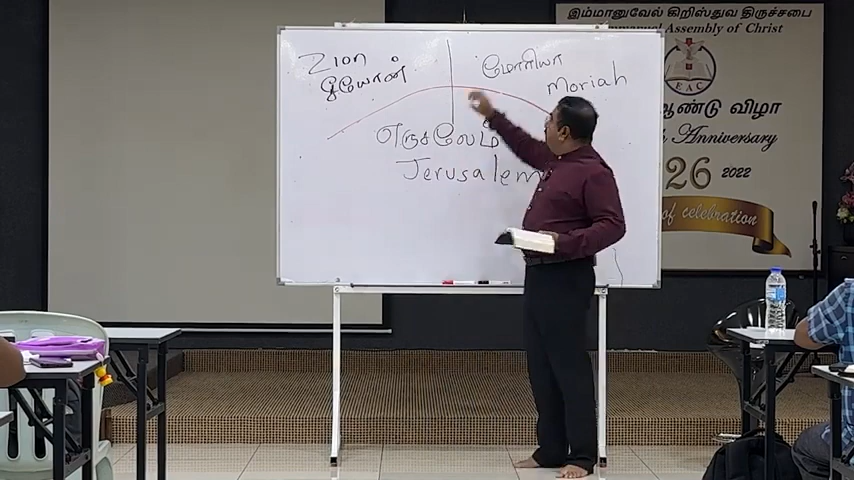 Zion
சீயோன்
மோரியா
Moriah
எருசலேம்
Jerusalem
இம்மானுவேல் கிறிஸ்துவ திருச்சபை
Assembly of Christ
EAC
ஆண்டு விழா
Anniversary
26
2022
of celebration